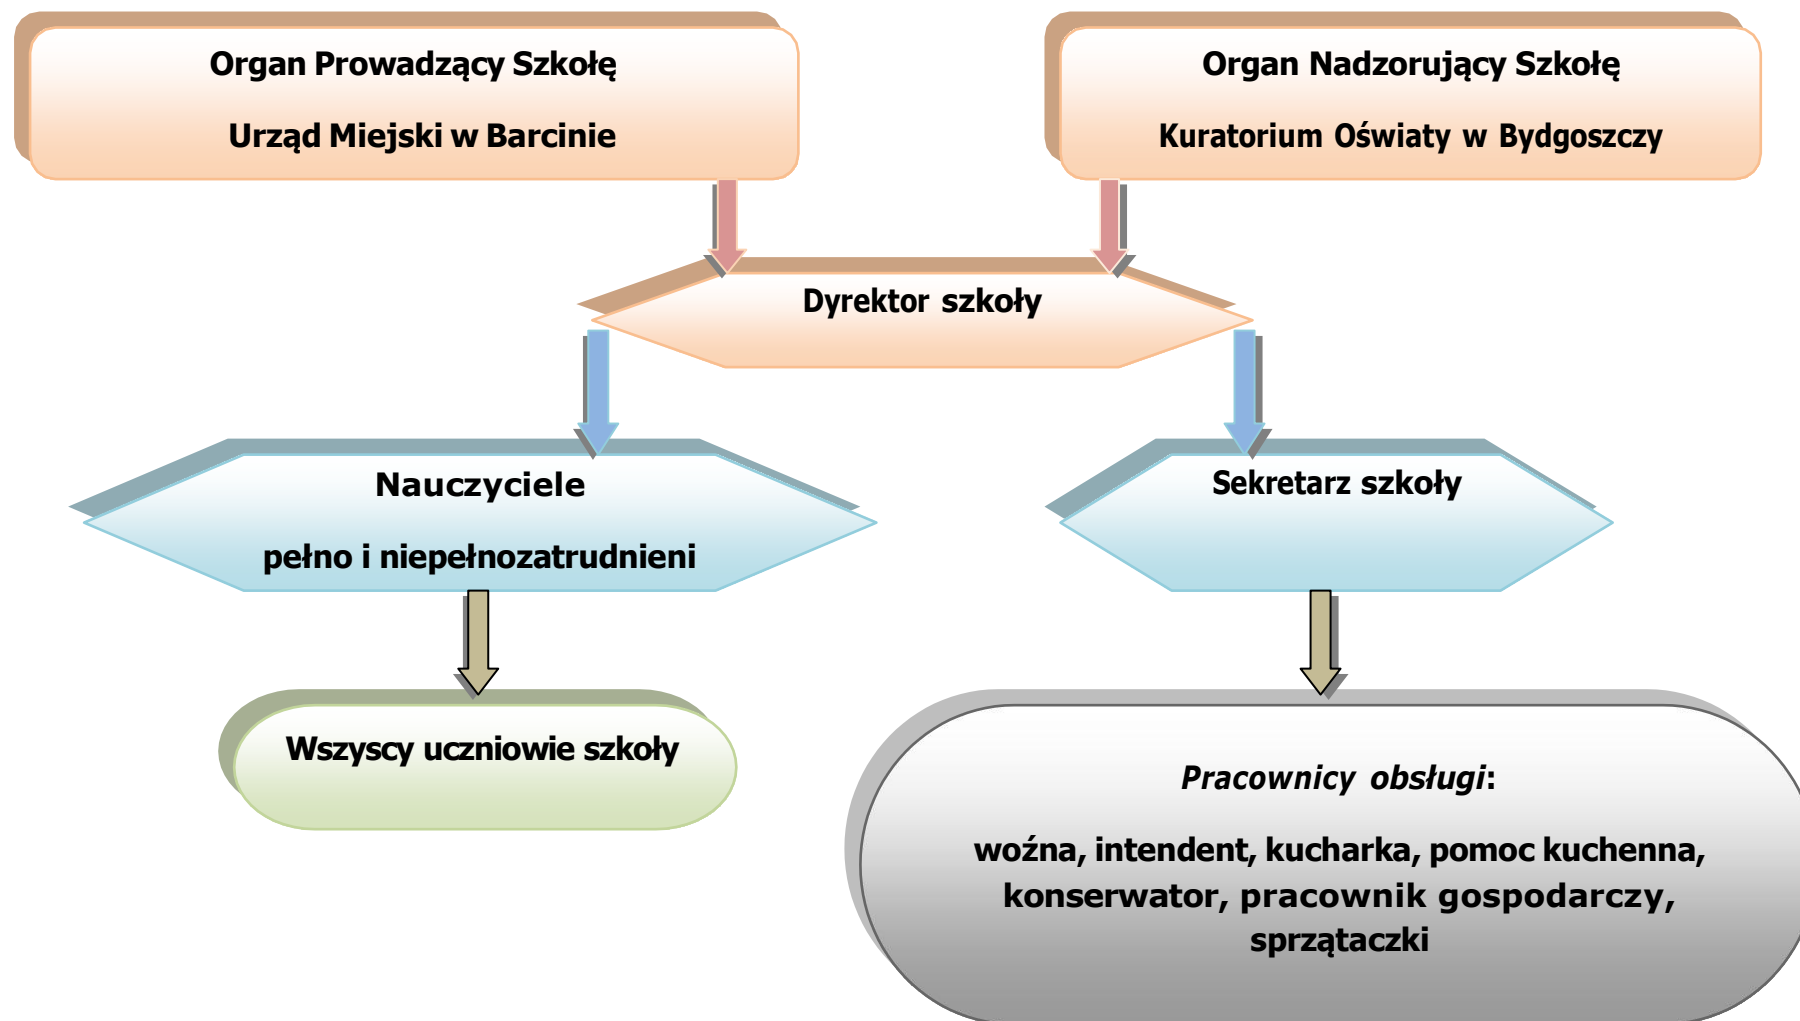 Organ Prowadzący Szkołę
Urząd Miejski w Barcinie
Organ Nadzorujący Szkołę
Kuratorium Oświaty w Bydgoszczy
Dyrektor szkoły
Nauczyciele
pełno i niepełnozatrudnieni
Sekretarz szkoły
Wszyscy uczniowie szkoły
Pracownicy obsługi:
woźna, intendent, kucharka, pomoc kuchenna,
konserwator, pracownik gospodarczy,
sprzątaczki